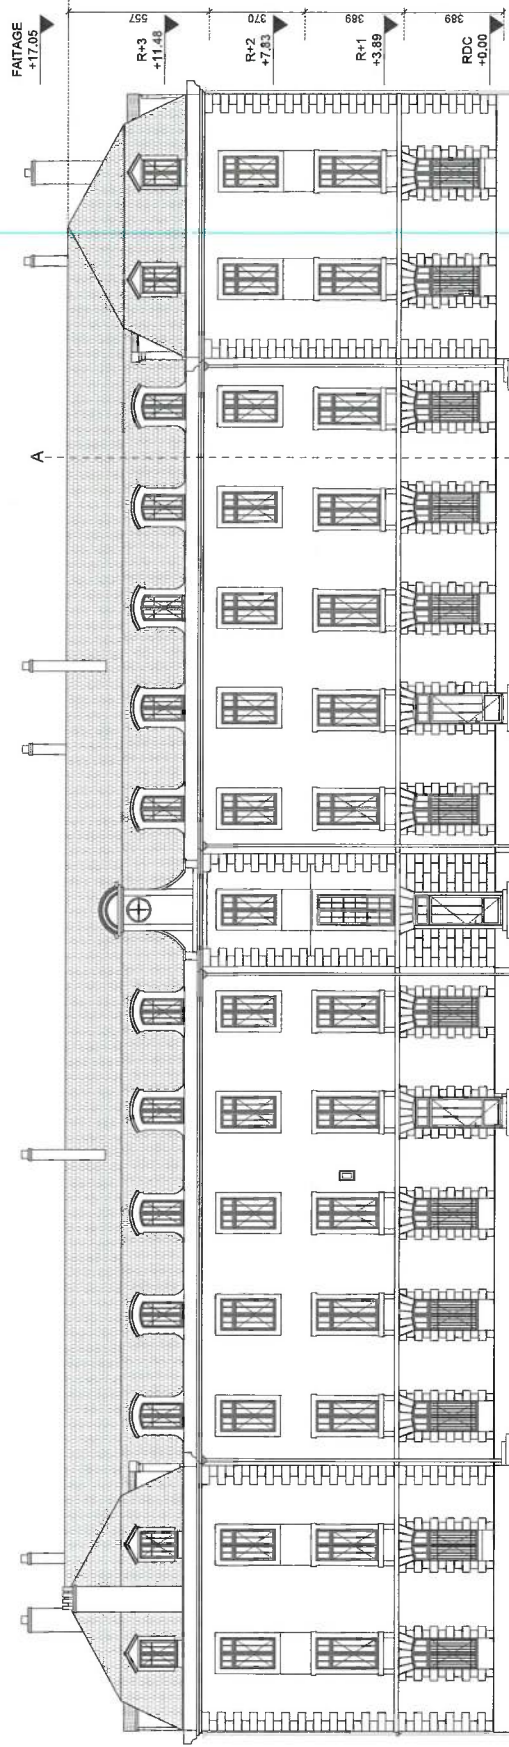 FAITAGE
+17.05
557
R+3
+11.48
370
R+2
+7.83
389
R+1
+3.89
389
RDC
+0.00
A